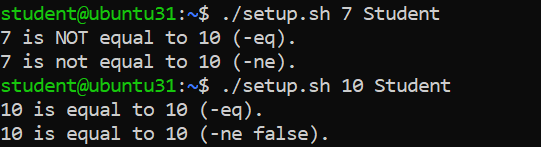 student@ubuntu31:~$ ./setup.sh 7 Student
7 is NOT equal to 10 (-eq).
7 is not equal to 10 (-ne).
student@ubuntu31:~$ ./setup.sh 10 Student
10 is equal to 10 (-eq).
10 is equal to 10 (-ne false).